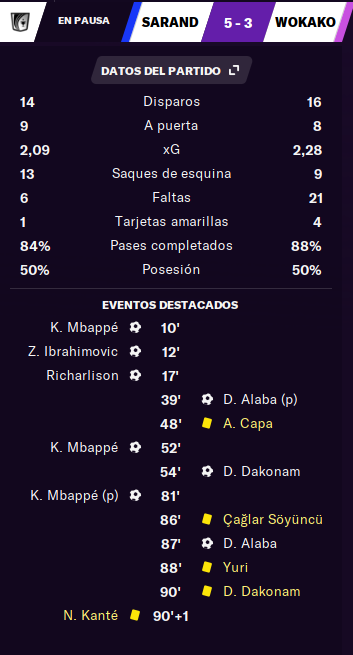 EN PAUSA SARAND 5 - 3 WOKAKO
DATOS DEL PARTIDO
14 Disparos 16
9 A puerta 8
2,09 xG 2,28
13 Saques de esquina 9
6 Faltas 21
1 Tarjetas amarillas 4
84% Pases completados 88%
50% Posesión 50%
EVENTOS DESTACADOS
K. Mbappé 10'
Z. Ibrahimovic 12'
Richarlison 17'
39' D. Alaba (p)
48' A. Capa
K. Mbappé 52'
54' D. Dakonam
K. Mbappé (p) 81'
86' Çağlar Söyüncü
87' D. Alaba
88' Yuri
90' D. Dakonam
N. Kanté 90'+1